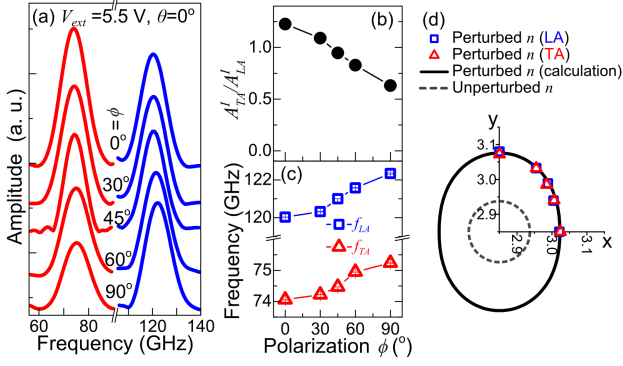 (a) V_ext =5.5 V, θ=0°
Amplitude (a. u.)
ϕ =
0°
30°
45°
60°
90°
60 80 100 120 140
Frequency (GHz)
(b)
A^I_TA/A^I_LA
1.0
0.5
0.0
(c)
Frequency (GHz)
122
120
75
74
f_LA
f_TA
0 30 60 90
Polarization ϕ (°)
(d)
Perturbed n (LA)
Perturbed n (TA)
Perturbed n (calculation)
Unperturbed n
y
3.1
3.0
2.9
2.9 3.0 3.1
x